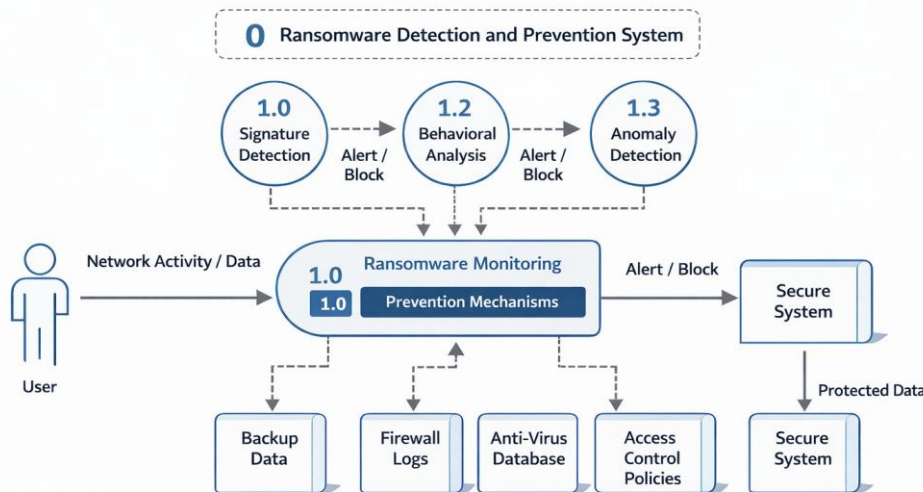 0 Ransomware Detection and Prevention System
1.0
Signature
Detection
Alert /
Block
1.2
Behavioral
Analysis
Alert /
Block
1.3
Anomaly
Detection
Network Activity / Data
1.0
Ransomware Monitoring
1.0
Prevention Mechanisms
Alert / Block
Secure
System
User
Protected Data
Backup
Data
Firewall
Logs
Anti-Virus
Database
Access
Control
Policies
Secure
System